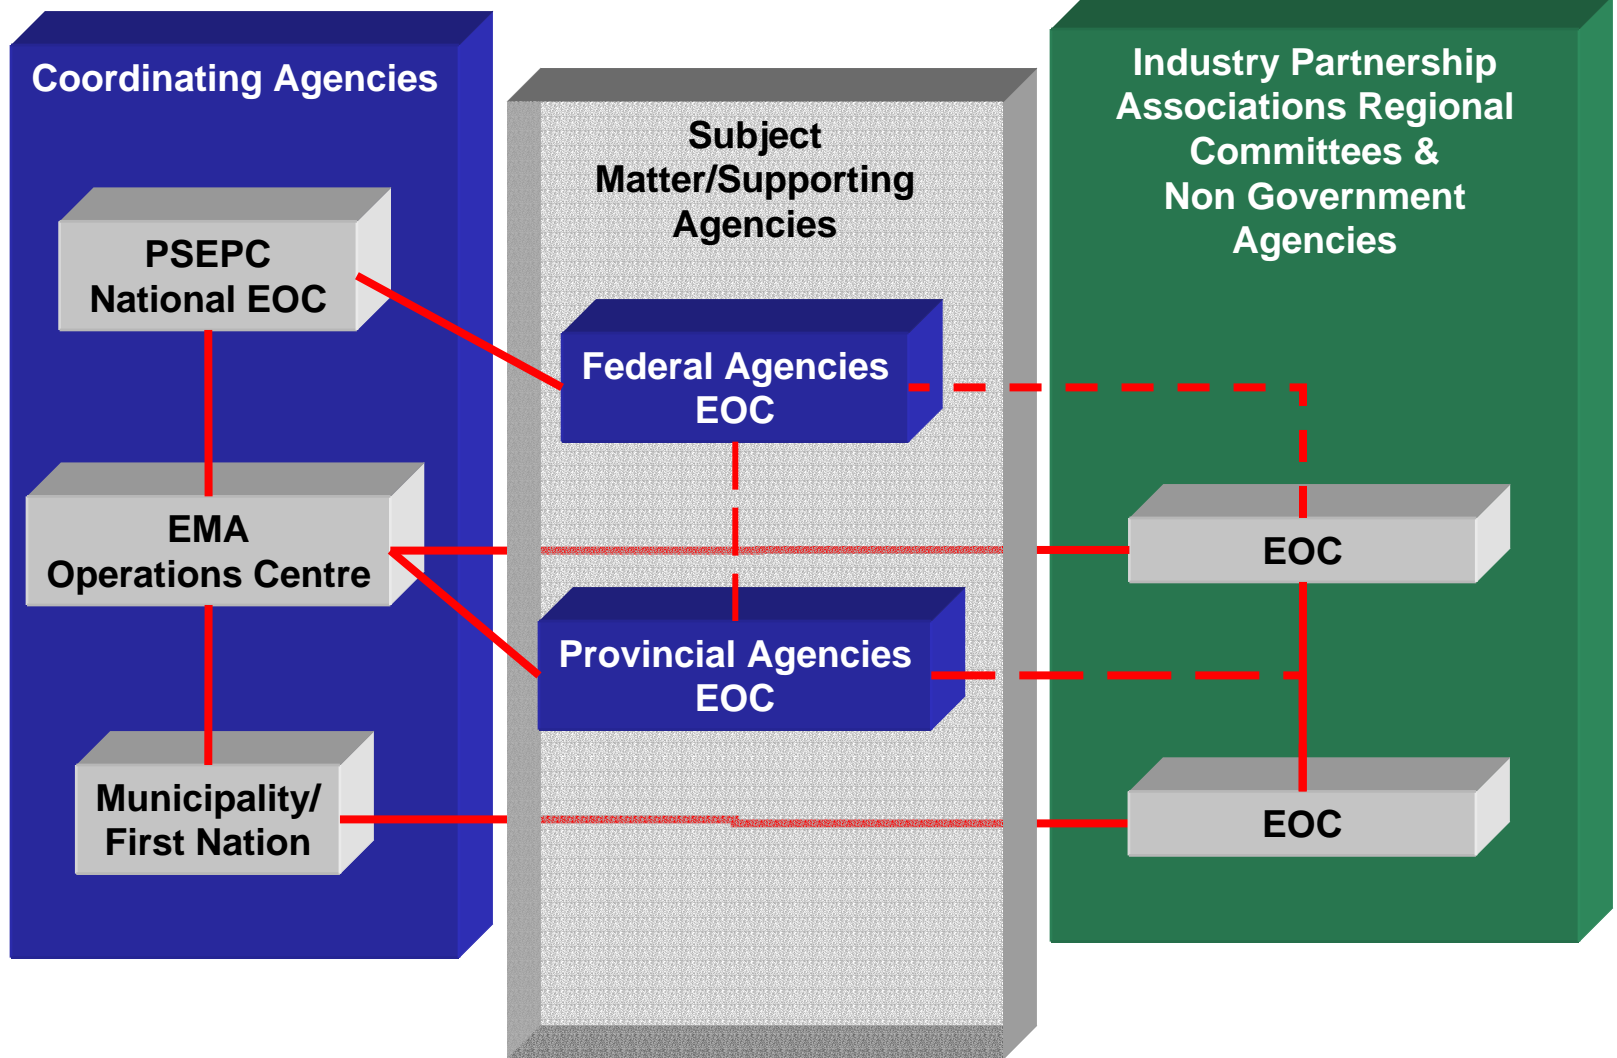 Coordinating Agencies
PSEPC
National EOC
EMA
Operations Centre
Municipality/
First Nation
Subject
Matter/Supporting
Agencies
Federal Agencies
EOC
Provincial Agencies
EOC
Industry Partnership
Associations Regional
Committees &
Non Government
Agencies
EOC
EOC